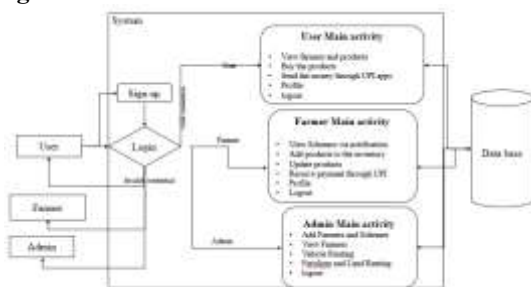 System
User Main activity
• View farmers and products
• Buy the products
• Send the money through UPI apps
• Profile
• logout
User
Sign up
User
Login
Farmer Main activity
• View Schemes via notification
• Add products to the inventory
• Update products
• Receive payment through UPI
• Profile
• Logout
Farmer
Data base
Farmer
Admin
Admin
Admin Main activity
• Add Farmers and Schemes
• View Farmers
• Vehicle Renting
• and Land Renting
• logout